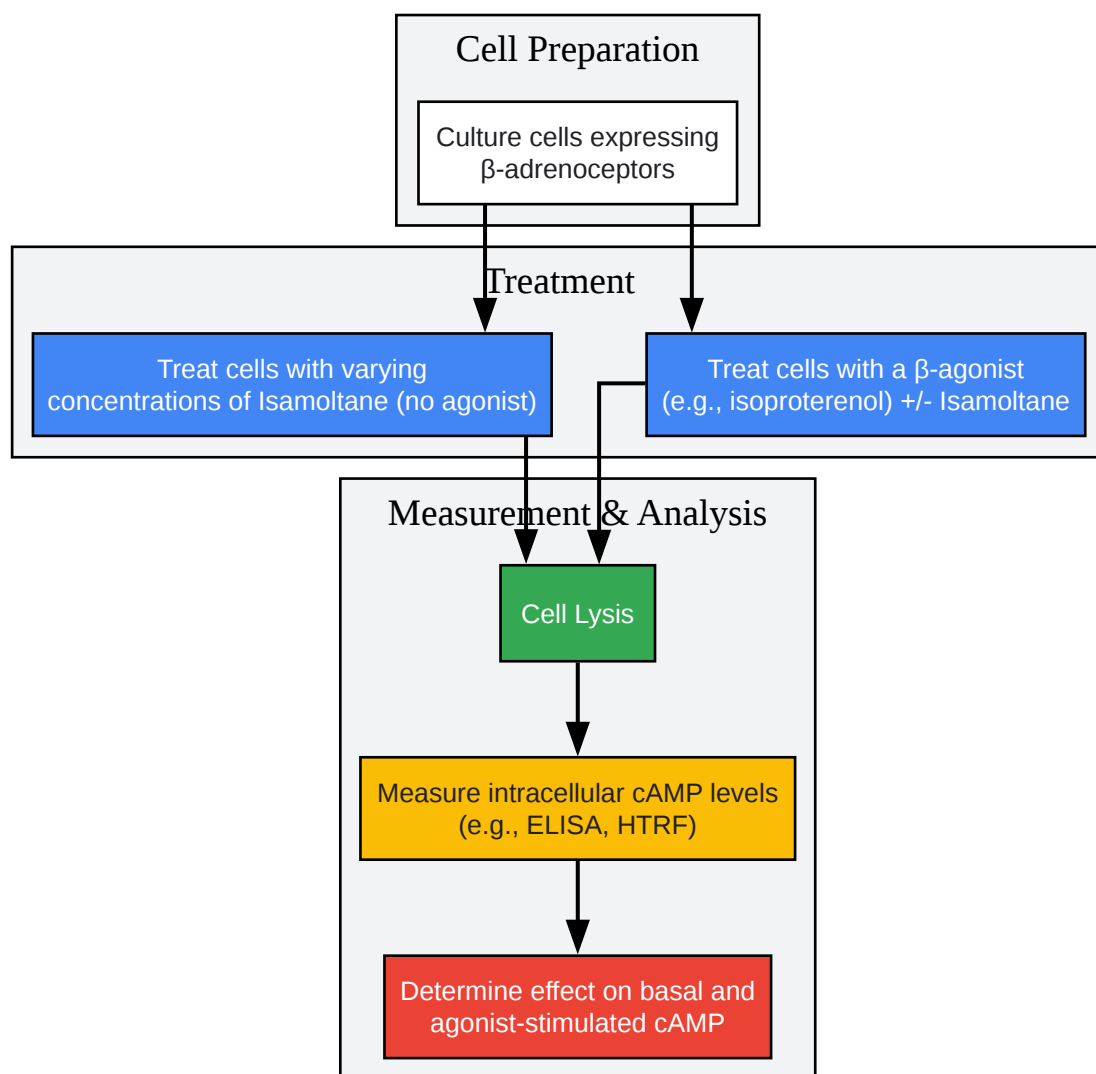 Cell Preparation
Culture cells expressing
β-adrenoceptors
Treatment
Treat cells with varying
concentrations of Isamoltane (no agonist)
Treat cells with a β-agonist
(e.g., isoproterenol) +/- Isamoltane
Measurement & Analysis
Cell Lysis
Measure intracellular cAMP levels
(e.g., ELISA, HTRF)
Determine effect on basal and
agonist-stimulated cAMP